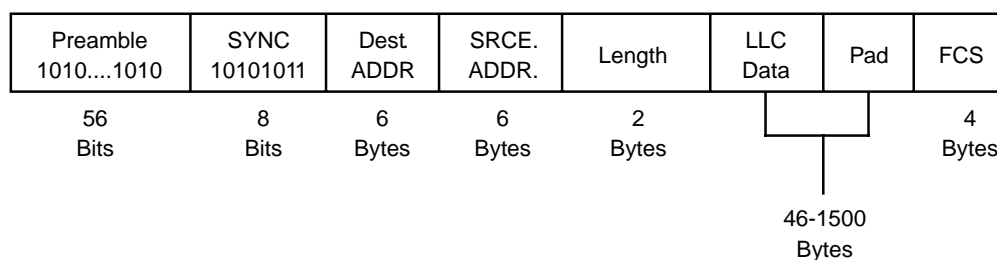 Preamble
1010....1010
SYNC
10101011
Dest.
ADDR
SRCE.
ADDR.
Length
LLC
Data
Pad
FCS
56
Bits
8
Bits
6
Bytes
6
Bytes
2
Bytes
4
Bytes
46-1500
Bytes